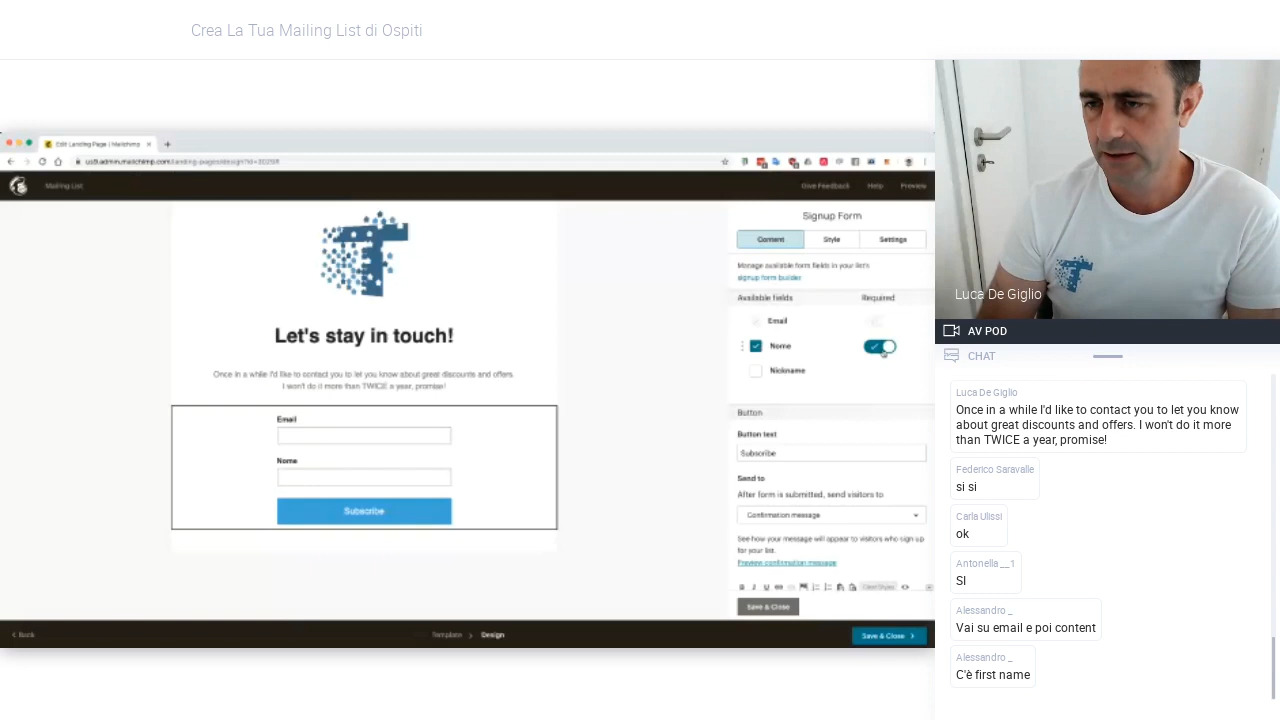 Crea La Tua Mailing List di Ospiti
Edit Landing Page | Mailchimp
Mailing List
Give Feedback
Help
Preview
Let's stay in touch!
Once in a while I'd like to contact you to let you know about great discounts and offers.
I won't do it more than TWICE a year, promise!
Email
Nome
Subscribe
Signup Form
Content
Style
Settings
Manage available form fields in your list's
signup form builder
Available fields
Required
Email
Nome
Nickname
Button
Button text
Subscribe
Send to
After form is submitted, send visitors to
Confirmation message
See how your message will appear to visitors who sign up
for your list.
Preview confirmation message
Save & Close
Back
Template
Design
Save & Close
Luca De Giglio
AV POD
CHAT
Luca De Giglio
Once in a while I'd like to contact you to let you know
about great discounts and offers. I won't do it more
than TWICE a year, promise!
Federico Saravalle
si si
Carla Ulissi
ok
Antonella __1
SI
Alessandro _
Vai su email e poi content
Alessandro _
C'è first name